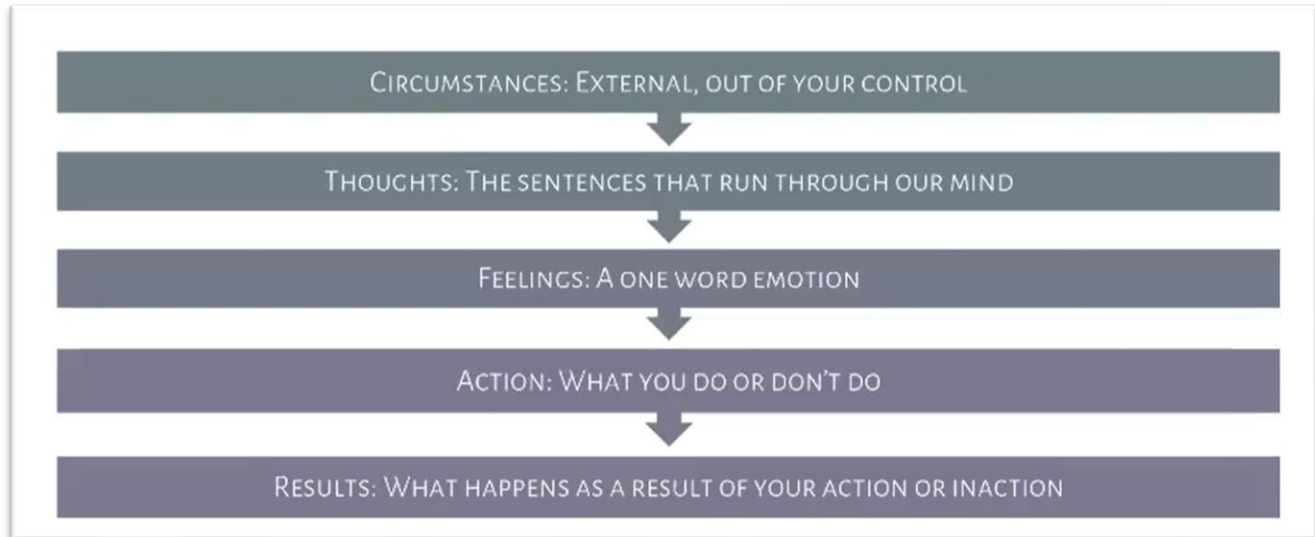 Circumstances: External, out of your control
Thoughts: The sentences that run through our mind
Feelings: A one word emotion
Action: What you do or don't do
Results: What happens as a result of your action or inaction